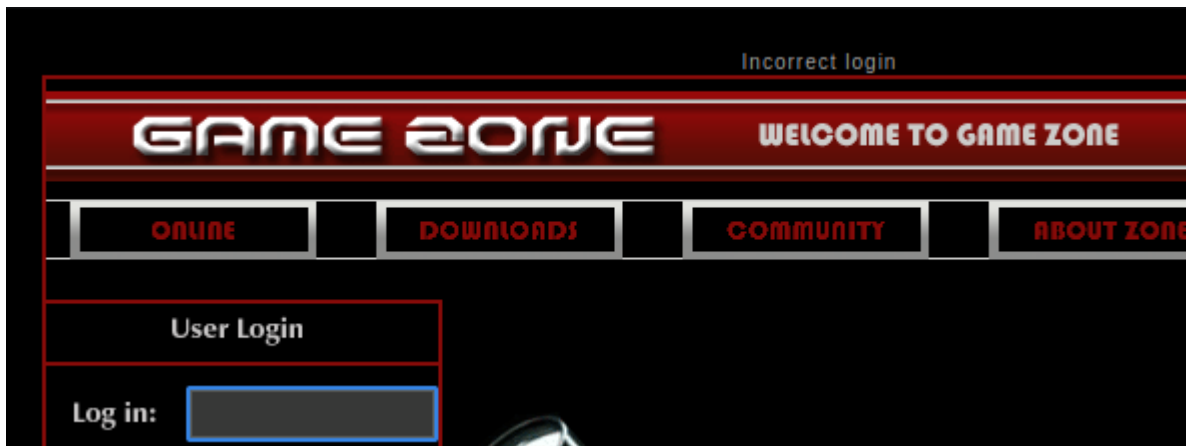 Incorrect login
GAME ZONE
WELCOME TO GAME ZONE
ONLINE
DOWNLOADS
COMMUNITY
ABOUT ZONE
User Login
Log in: